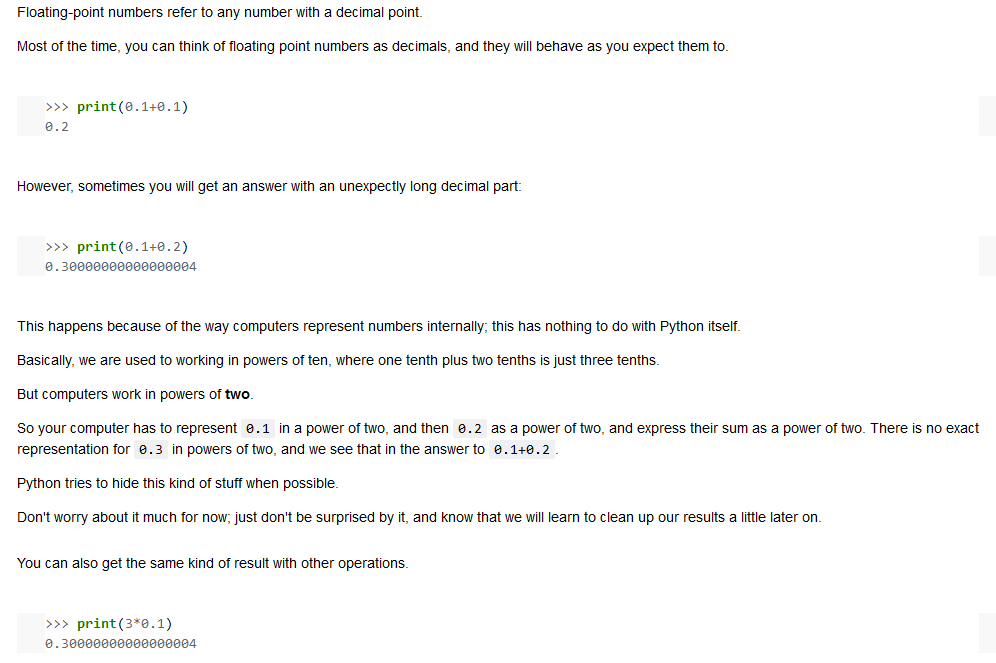 Floating-point numbers refer to any number with a decimal point.
Most of the time, you can think of floating point numbers as decimals, and they will behave as you expect them to.
>>> print(0.1+0.1)
0.2
However, sometimes you will get an answer with an unexpectly long decimal part:
>>> print(0.1+0.2)
0.30000000000000004
This happens because of the way computers represent numbers internally; this has nothing to do with Python itself.
Basically, we are used to working in powers of ten, where one tenth plus two tenths is just three tenths.
But computers work in powers of two.
So your computer has to represent 0.1 in a power of two, and then 0.2 as a power of two, and express their sum as a power of two. There is no exact
representation for 0.3 in powers of two, and we see that in the answer to 0.1+0.2 .
Python tries to hide this kind of stuff when possible.
Don't worry about it much for now; just don't be surprised by it, and know that we will learn to clean up our results a little later on.
You can also get the same kind of result with other operations.
>>> print(3*0.1)
0.30000000000000004